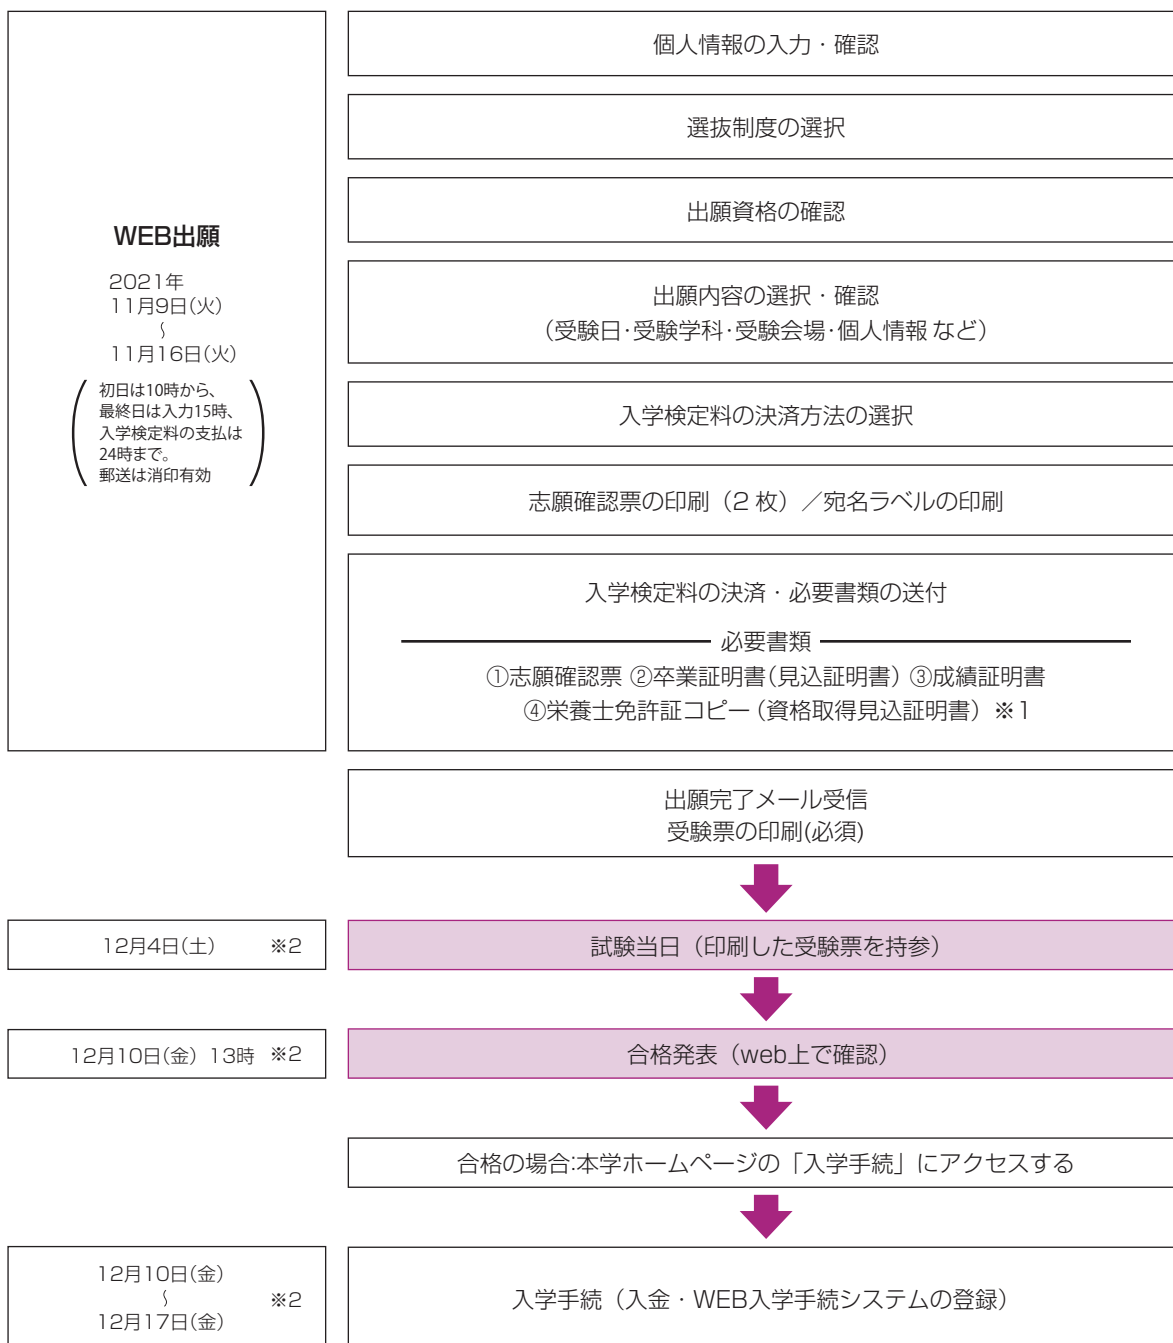 WEB出願
2021年
11月9日(火)
〜
11月16日(火)
初日は10時から、
最終日は入力15時、
入学検定料の支払は
24時まで。
郵送は消印有効
個人情報の入力・確認
選抜制度の選択
出願資格の確認
出願内容の選択・確認
（受験日・受験学科・受験会場・個人情報 など）
入学検定料の決済方法の選択
志願確認票の印刷（2 枚）／宛名ラベルの印刷
入学検定料の決済・必要書類の送付
必要書類
①志願確認票 ②卒業証明書(見込証明書) ③成績証明書
④栄養士免許証コピー (資格取得見込証明書) ※1
出願完了メール受信
受験票の印刷(必須)
12月4日(土) ※2
試験当日（印刷した受験票を持参）
12月10日(金) 13時 ※2
合格発表（web上で確認）
合格の場合:本学ホームページの「入学手続」にアクセスする
12月10日(金)
〜 ※2
12月17日(金)
入学手続（入金・WEB入学手続システムの登録）